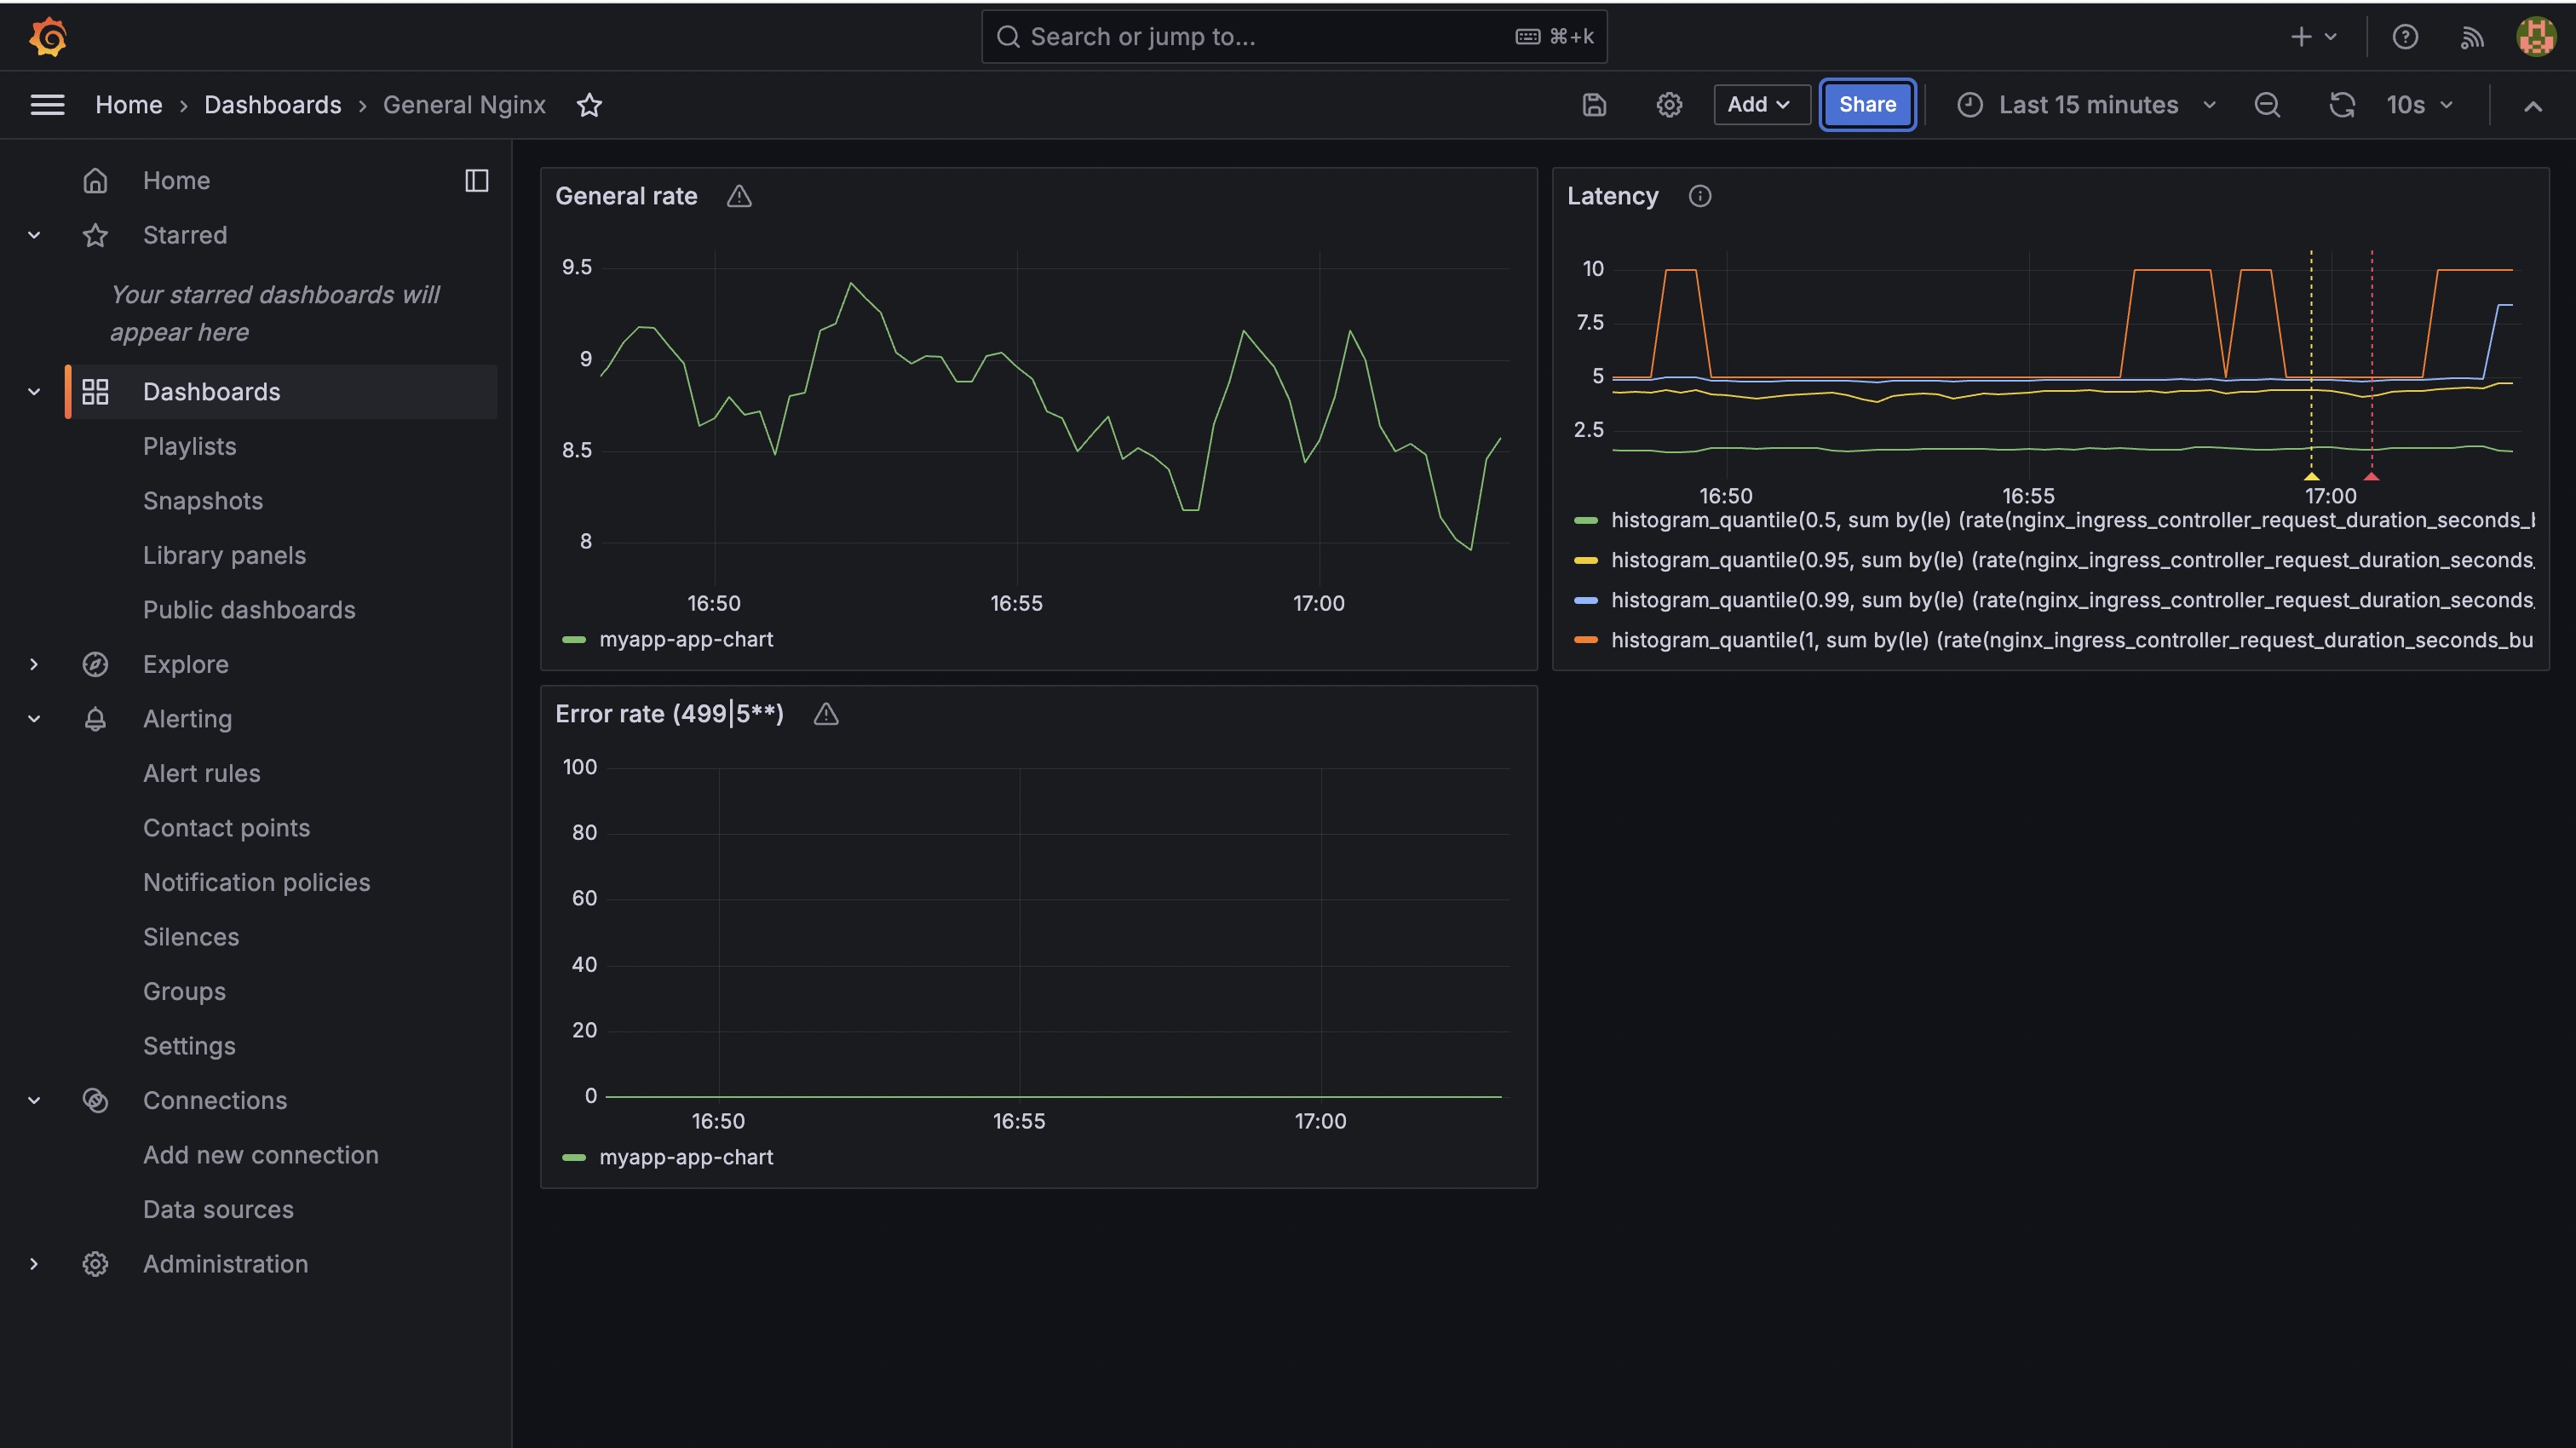 Search or jump to...
⌘+k
Home › Dashboards › General Nginx
Add
Share
Last 15 minutes
10s
Home
Starred
Your starred dashboards will
appear here
Dashboards
Playlists
Snapshots
Library panels
Public dashboards
Explore
Alerting
Alert rules
Contact points
Notification policies
Silences
Groups
Settings
Connections
Add new connection
Data sources
Administration
General rate
9.5
9
8.5
8
16:50
16:55
17:00
myapp-app-chart
Latency
10
7.5
5
2.5
16:50
16:55
17:00
histogram_quantile(0.5, sum by(le) (rate(nginx_ingress_controller_request_duration_seconds_
histogram_quantile(0.95, sum by(le) (rate(nginx_ingress_controller_request_duration_seconds_
histogram_quantile(0.99, sum by(le) (rate(nginx_ingress_controller_request_duration_seconds_
histogram_quantile(1, sum by(le) (rate(nginx_ingress_controller_request_duration_seconds_bu
Error rate (499|5**)
100
80
60
40
20
0
16:50
16:55
17:00
myapp-app-chart